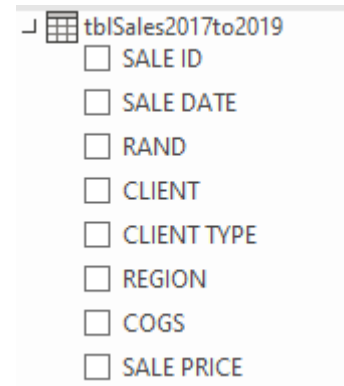 tblSales2017to2019
SALE ID
SALE DATE
RAND
CLIENT
CLIENT TYPE
REGION
COGS
SALE PRICE